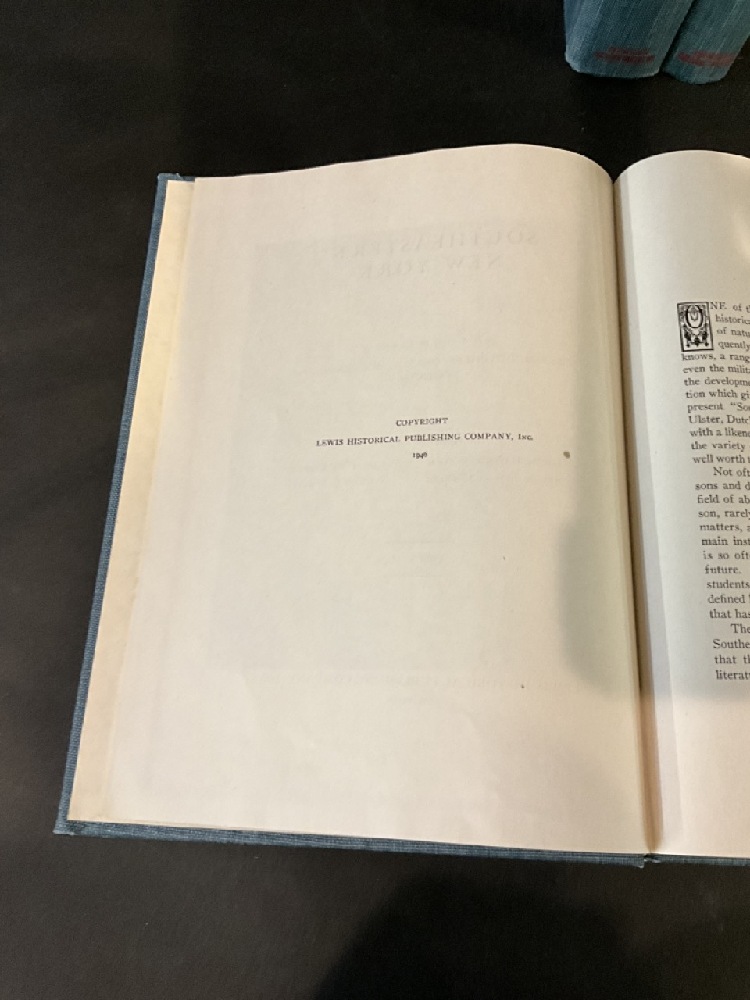 COPYRIGHT
LEWIS HISTORICAL PUBLISHING COMPANY, INC.
1946
ONE of
historic
of natu
quently
knows, a rang
even the milit
the developm
tion which gi
present "So
Ulster, Dutc
with a liken
the variety
well worth
Not oft
sons and d
field of ab
son, rarely
matters,
main inst
is so oft
future.
students
defined
that has
The
Southe
that th
literat